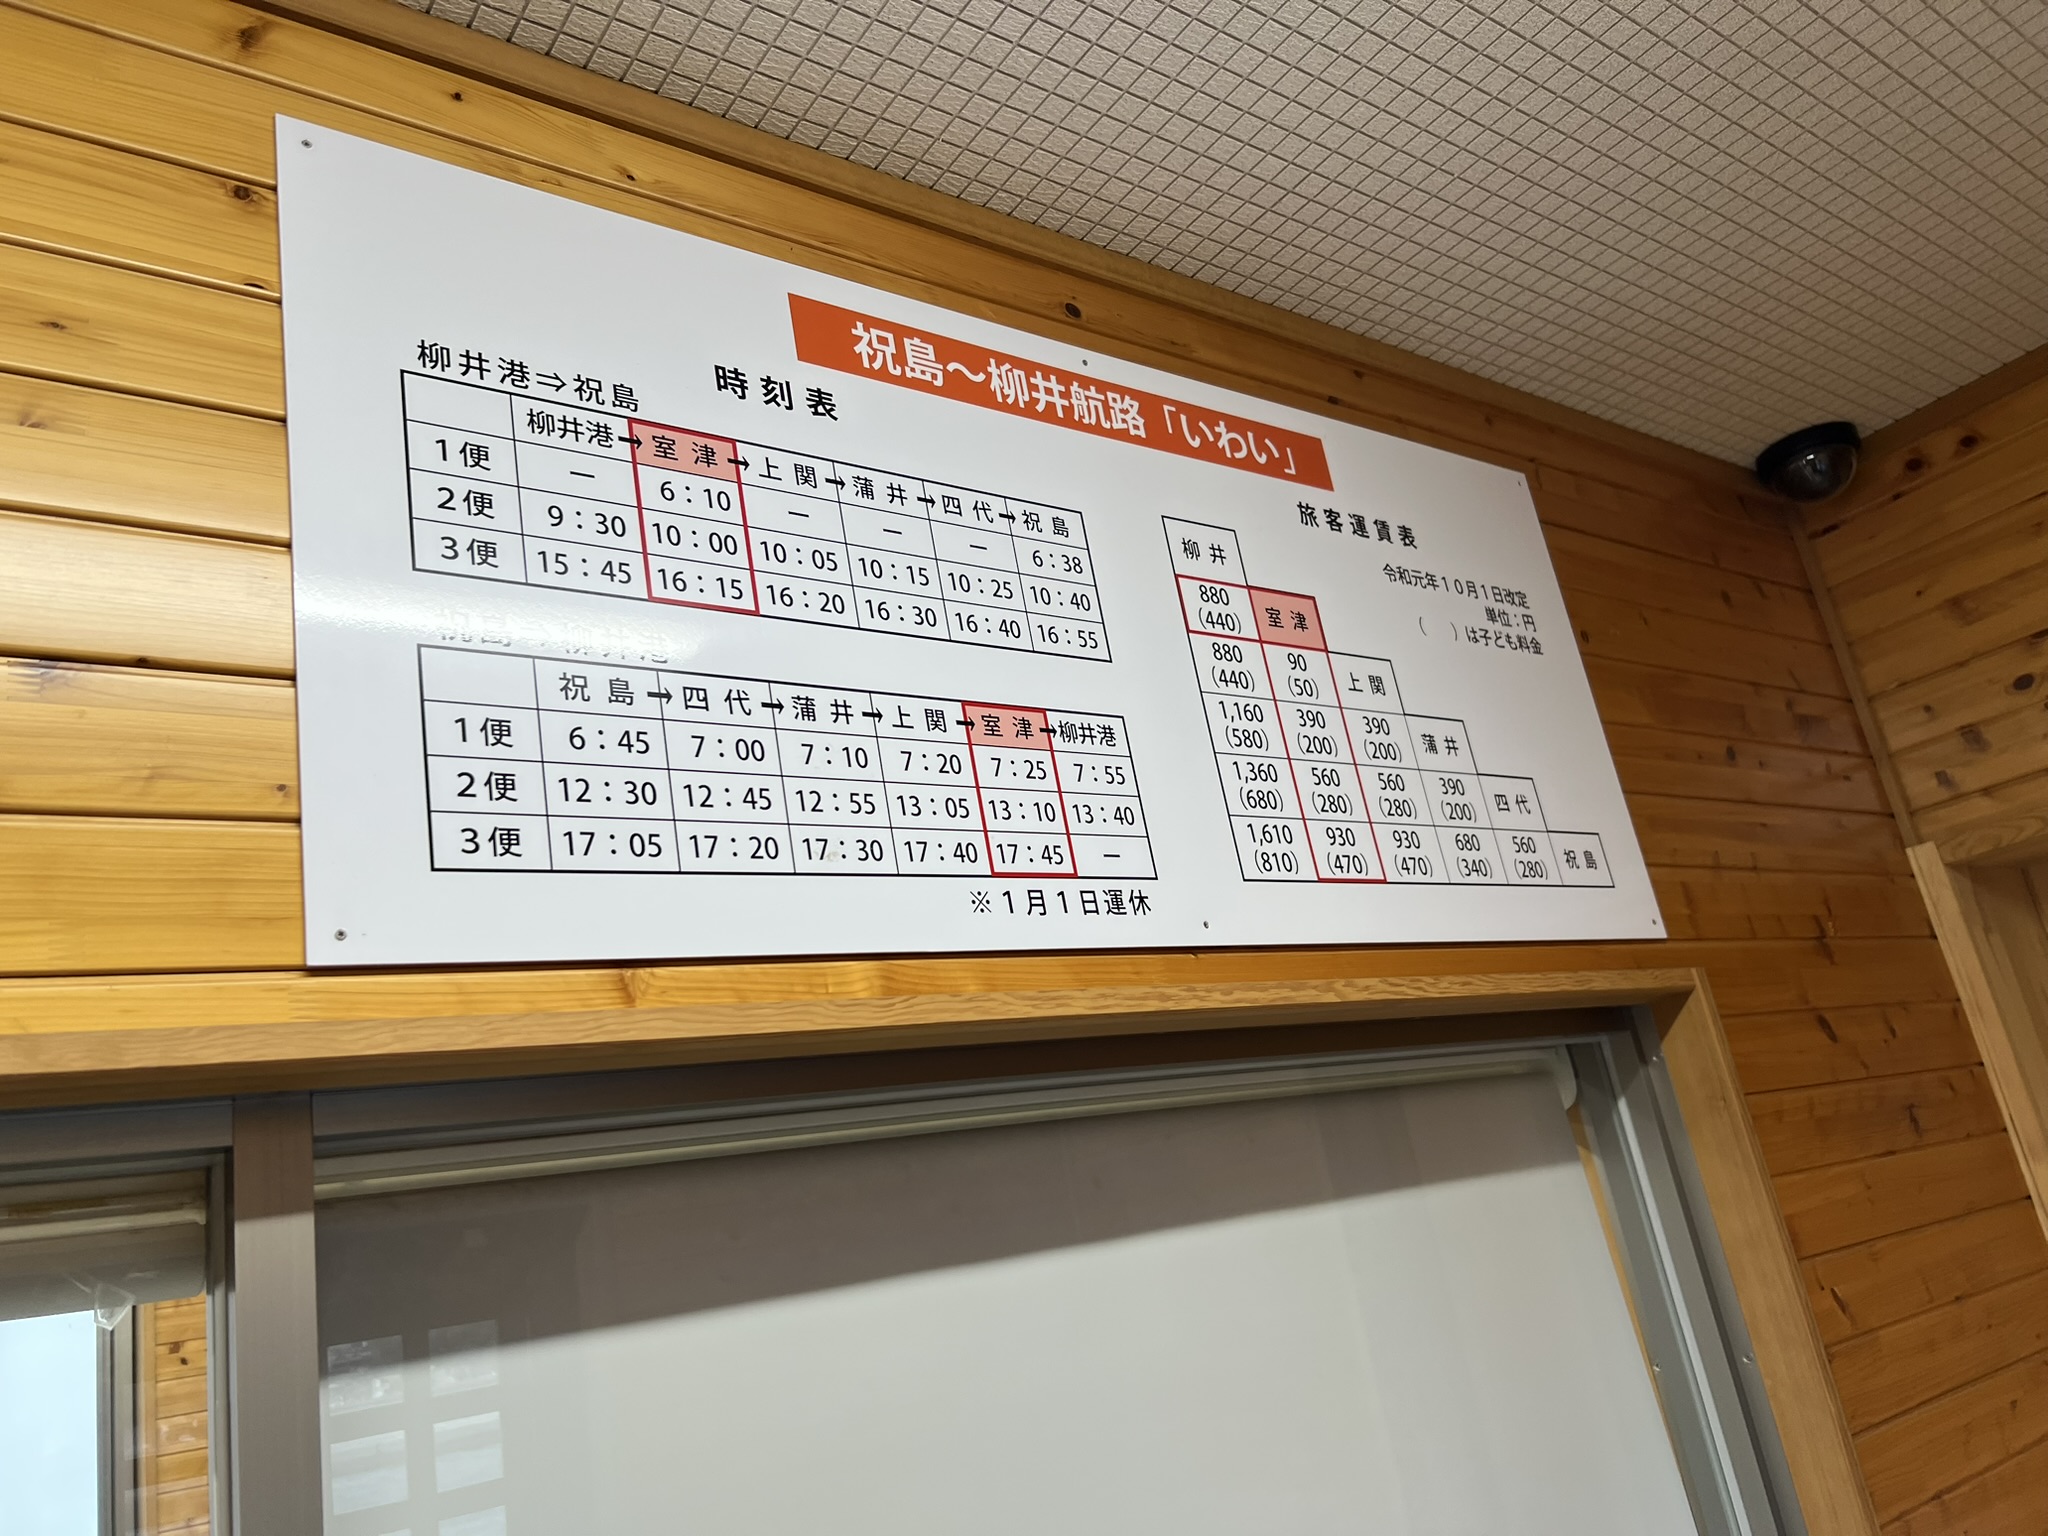 祝島～柳井航路「いわい」
時刻表
柳井港⇒祝島
柳井港→室津→上関→蒲井→四代→祝島
1便 － 6：10 － － － 6：38
2便 9：30 10：00 10：05 10：15 10：25 10：40
3便 15：45 16：15 16：20 16：30 16：40 16：55
祝島⇒柳井港
祝島→四代→蒲井→上関→室津→柳井港
1便 6：45 7：00 7：10 7：20 7：25 7：55
2便 12：30 12：45 12：55 13：05 13：10 13：40
3便 17：05 17：20 17：30 17：40 17：45 －
※1月1日運休
旅客運賃表
令和元年10月1日改定
単位：円
（　）は子ども料金
柳井
880 室津
(440)
880 90 上関
(440) (50)
1,160 390 390 蒲井
(580) (200) (200)
1,360 560 560 390 四代
(680) (280) (280) (200)
1,610 930 930 680 560 祝島
(810) (470) (470) (340) (280)